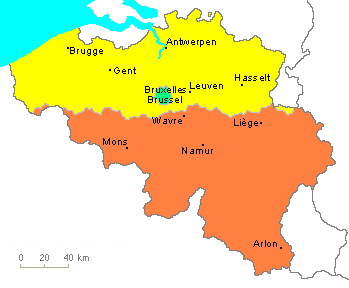 Brugge
Antwerpen
Gent
Bruxelles
Brussel
Leuven
Hasselt
Wavre
Liège
Mons
Namur
Arlon
0 20 40 km